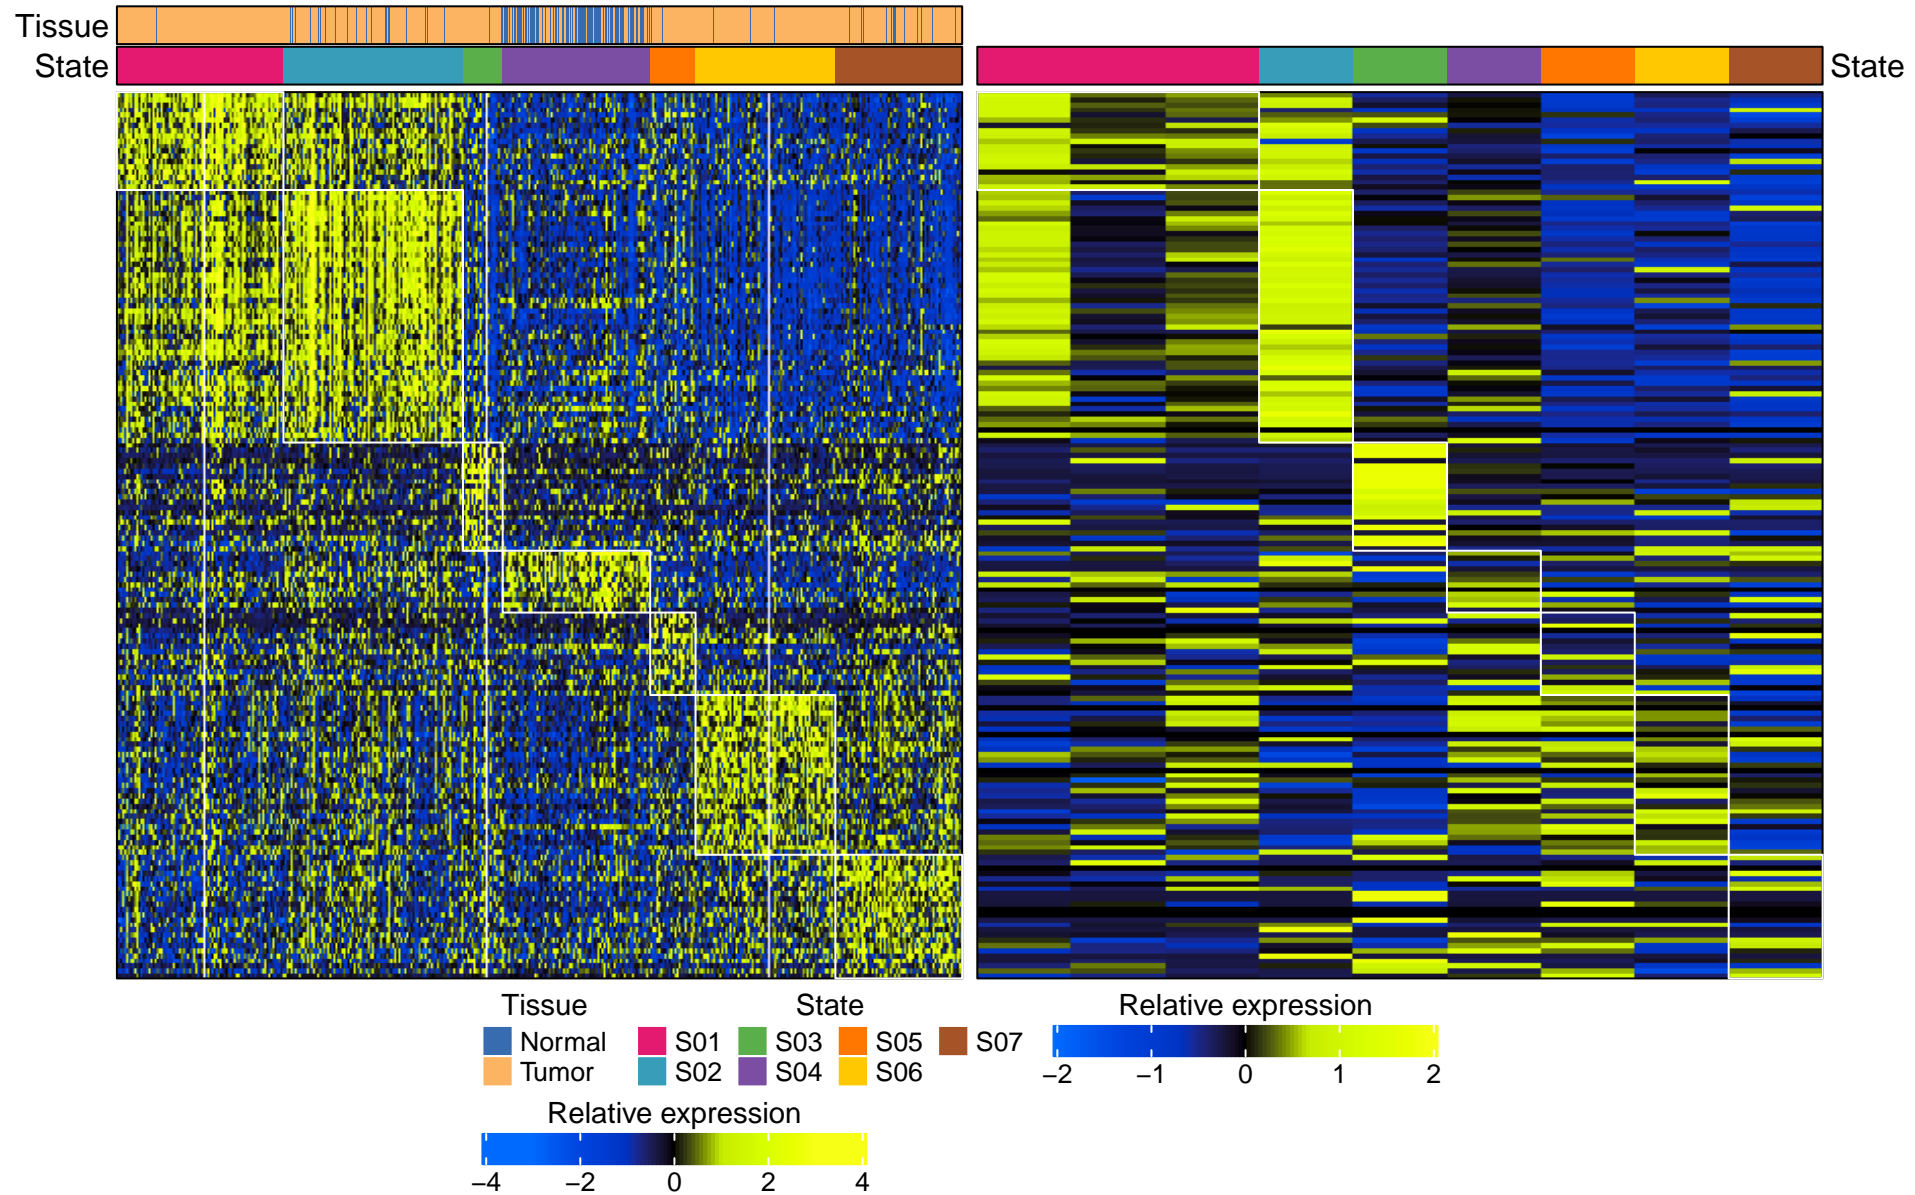 Tissue
State
State
Tissue
Normal
Tumor
State
S01 S03 S05 S07
S02 S04 S06
Relative expression
−2 −1 0 1 2
Relative expression
−4 −2 0 2 4